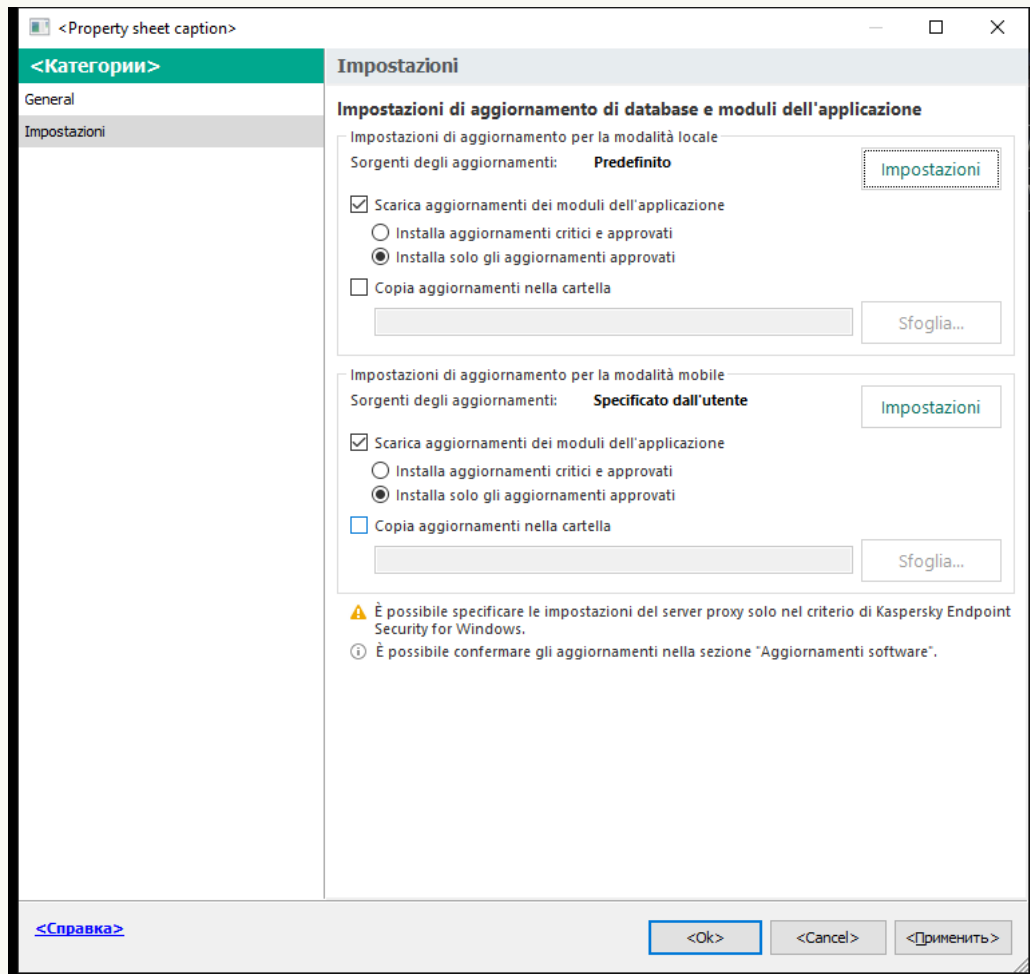 <Property sheet caption>
<Категории>
General
Impostazioni
Impostazioni
Impostazioni di aggiornamento di database e moduli dell'applicazione
Impostazioni di aggiornamento per la modalità locale
Sorgenti degli aggiornamenti: Predefinito
Impostazioni
Scarica aggiornamenti dei moduli dell'applicazione
Installa aggiornamenti critici e approvati
Installa solo gli aggiornamenti approvati
Copia aggiornamenti nella cartella
Sfoglia...
Impostazioni di aggiornamento per la modalità mobile
Sorgenti degli aggiornamenti: Specificato dall'utente
Impostazioni
Scarica aggiornamenti dei moduli dell'applicazione
Installa aggiornamenti critici e approvati
Installa solo gli aggiornamenti approvati
Copia aggiornamenti nella cartella
Sfoglia...
È possibile specificare le impostazioni del server proxy solo nel criterio di Kaspersky Endpoint
Security for Windows.
È possibile confermare gli aggiornamenti nella sezione "Aggiornamenti software".
<Справка>
<Ok> <Cancel> <Применить>